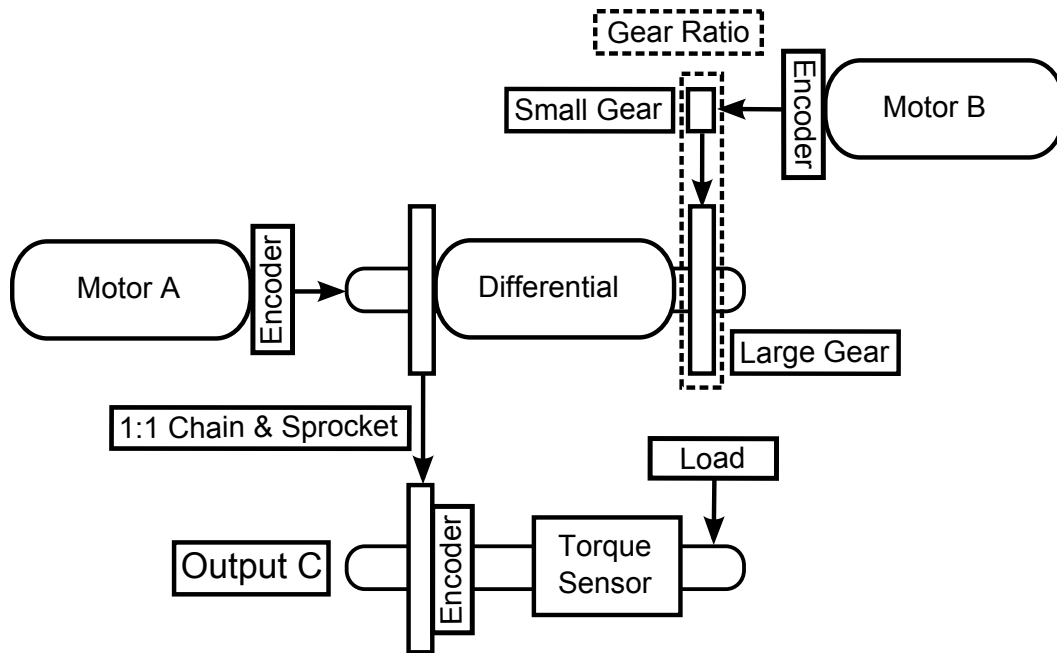 Gear Ratio
Small Gear
Encoder
Motor B
Motor A
Encoder
Differential
Large Gear
1:1 Chain & Sprocket
Load
Output C
Encoder
Torque
Sensor